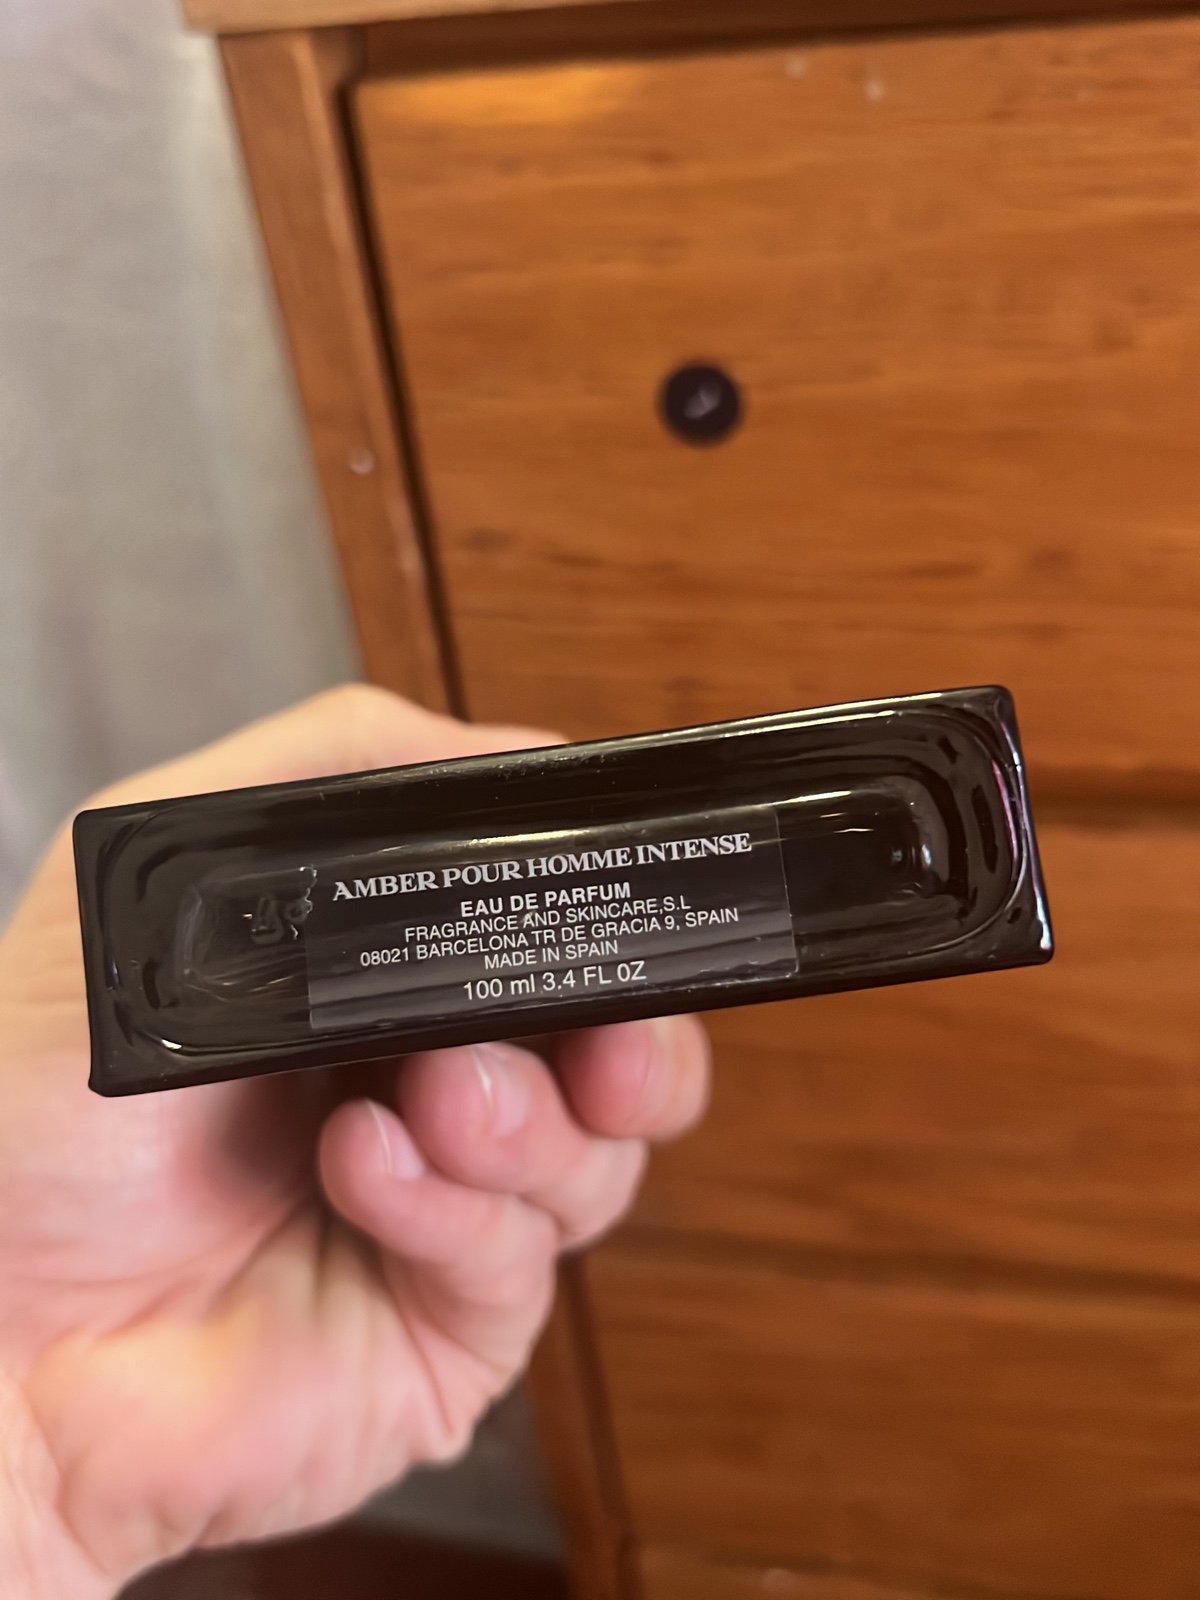 AMBER POUR HOMME INTENSE
EAU DE PARFUM
FRAGRANCE AND SKINCARE,S.L
08021 BARCELONA TR DE GRACIA 9, SPAIN
MADE IN SPAIN
100 ml 3.4 FL 0Z